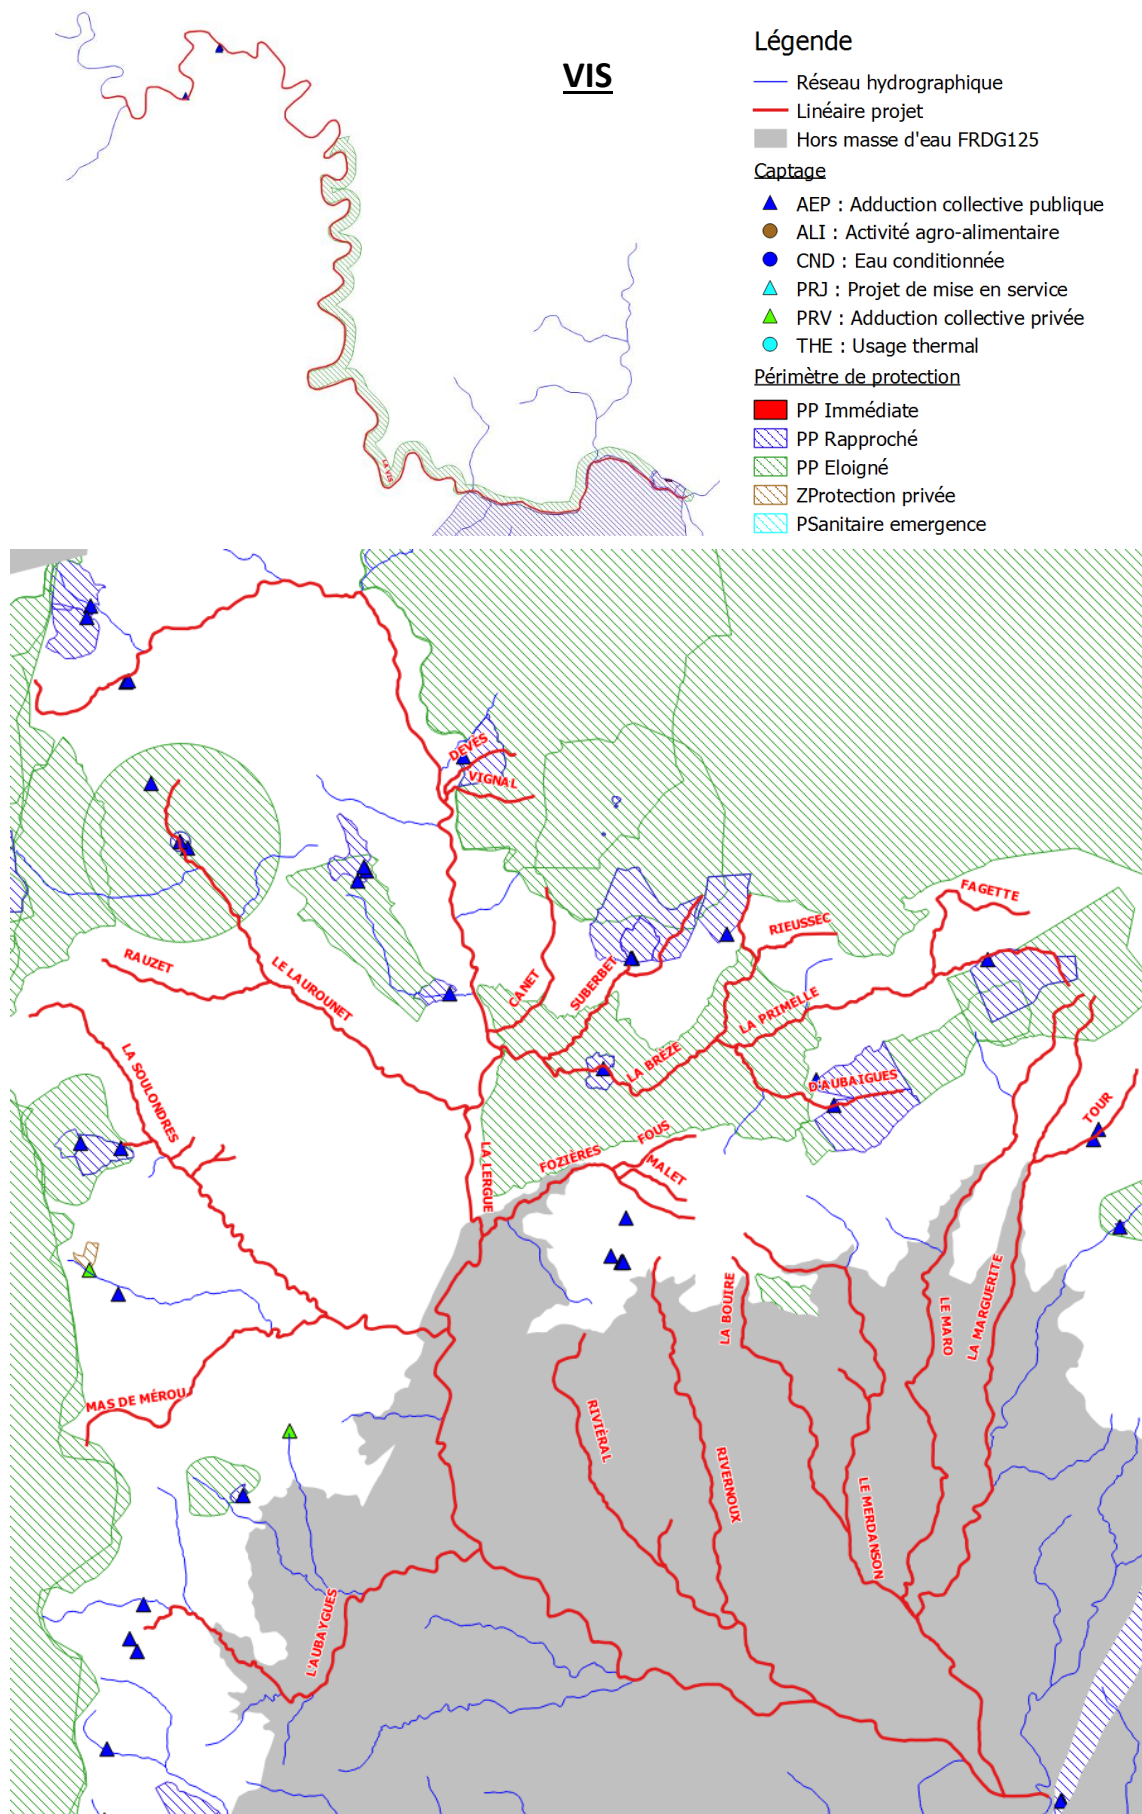 VIS
Légende
Réseau hydrographique
Linéaire projet
Hors masse d'eau FRDG125
Captage
AEP : Adduction collective publique
ALI : Activité agro-alimentaire
CND : Eau conditionnée
PRJ : Projet de mise en service
PRV : Adduction collective privée
THE : Usage thermal
Périmètre de protection
PP Immédiate
PP Rapproché
PP Eloigné
ZProtection privée
PSanitaire emergence
LA VIS
DEVÈS
VIGNAL
FAGETTE
RIEUSSEC
RAUZET
LE LAUROUNET
CANET
SUBERBET
LA PRIMELLE
LA BRÈZE
D'AUBAIGUES
LA SOULONDRES
TOUR
FOUS
FOZIÈRES
MALET
LA LERGUE
LA MARGUERITE
LE MARO
LA BOUIRE
MAS DE MÉROU
RIVIÈRAL
RIVERNOUX
LE MERDANSON
L'AUBAYGUES